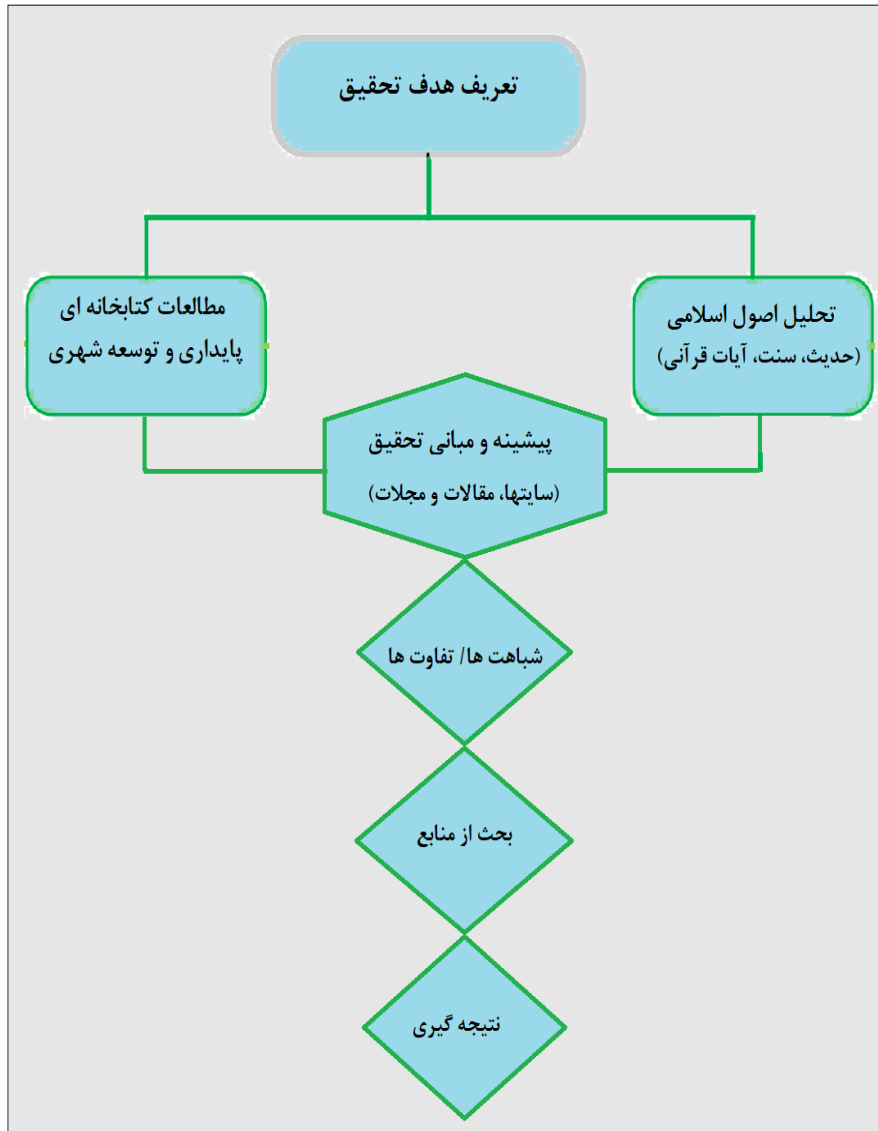 تعریف هدف تحقیق
تحلیل اصول اسلامی
(حدیث، سنت، آیات قرآنی)
مطالعات کتابخانه ای
پایداری و توسعه شهری
پیشینه و مبانی تحقیق
(سایتها، مقالات و مجلات)
شباهت ها/ تفاوت ها
بحث از منابع
نتیجه گیری